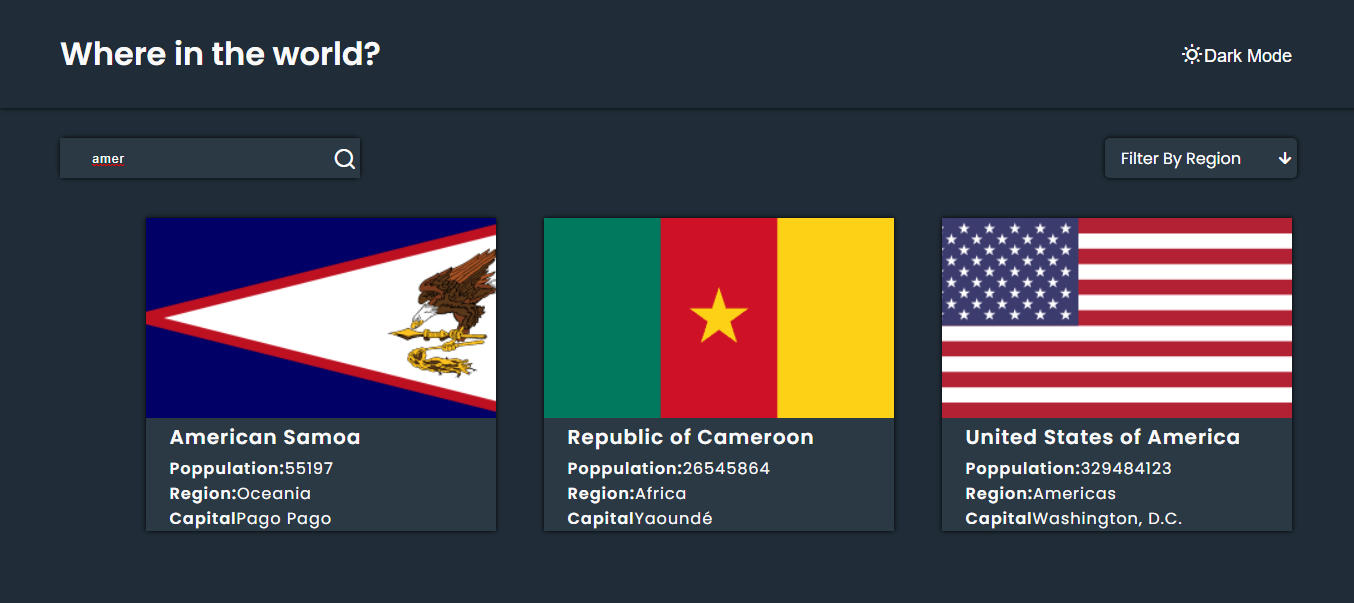 Where in the world?
Dark Mode
amer
Filter By Region
American Samoa
Poppulation:55197
Region:Oceania
CapitalPago Pago
Republic of Cameroon
Poppulation:26545864
Region:Africa
CapitalYaoundé
United States of America
Poppulation:329484123
Region:Americas
CapitalWashington, D.C.